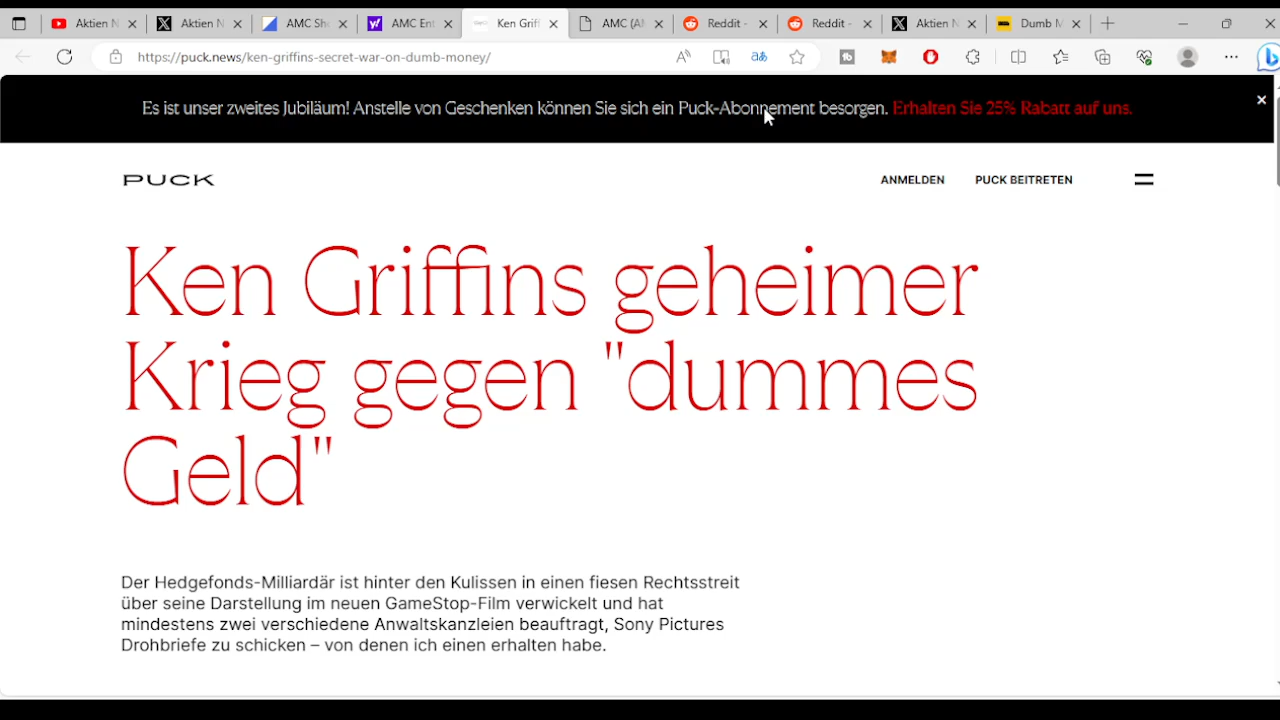 Aktien N
Aktien N
AMC Sh
AMC Ent
Ken Griff
AMC (A
Reddit -
Reddit -
Aktien N
Dumb M
https://puck.news/ken-griffins-secret-war-on-dumb-money/
Es ist unser zweites Jubiläum! Anstelle von Geschenken können Sie sich ein Puck-Abonnement besorgen. Erhalten Sie 25% Rabatt auf uns.
PUCK
ANMELDEN
PUCK BEITRETEN
Ken Griffins geheimer
Krieg gegen "dummes
Geld"
Der Hedgefonds-Milliardär ist hinter den Kulissen in einen fiesen Rechtsstreit
über seine Darstellung im neuen GameStop-Film verwickelt und hat
mindestens zwei verschiedene Anwaltskanzleien beauftragt, Sony Pictures
Drohbriefe zu schicken – von denen ich einen erhalten habe.